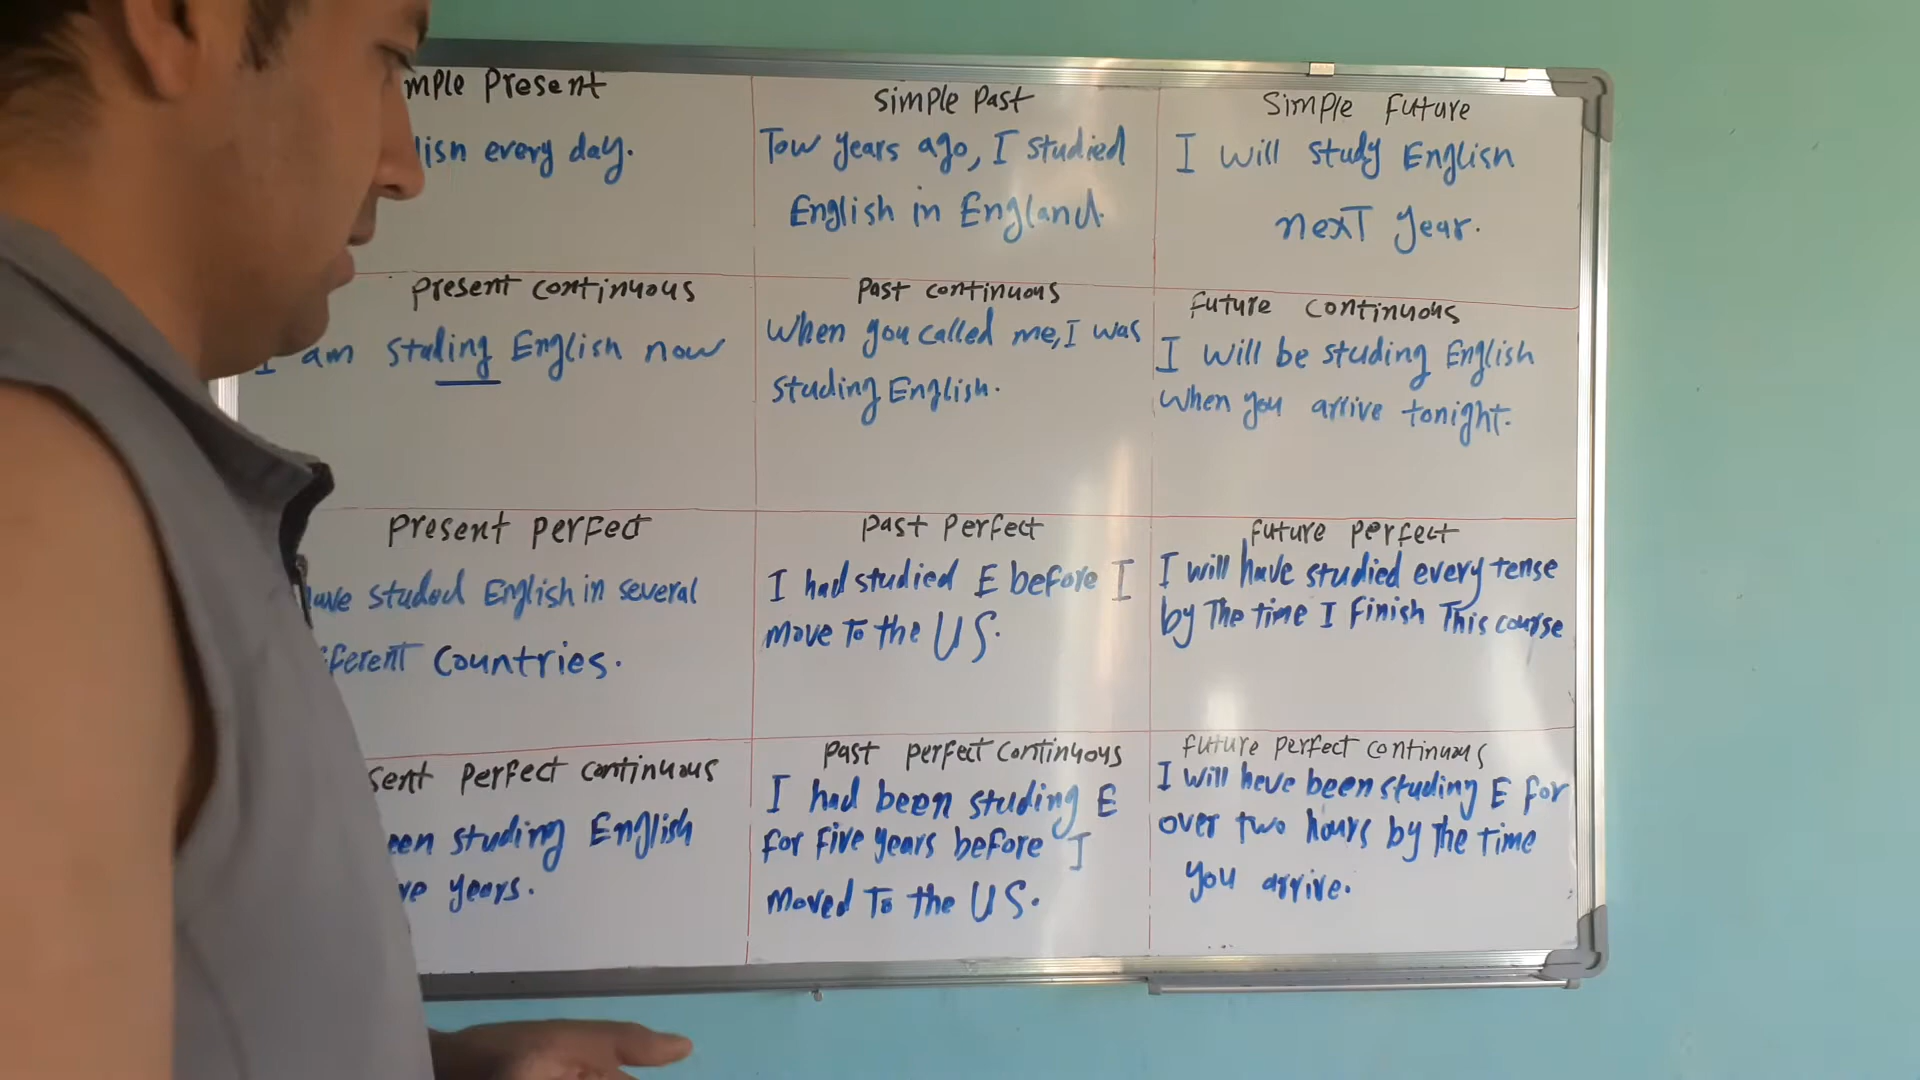 mple Present
lish every day.
Simple Past
Tow years ago, I studied
English in England.
Simple Future
I will study English
nexT year.
Present continuous
I am studing English now
Past continuous
When you called me, I was
studing English.
Future continuous
I will be studing English
when you arrive tonight.
Present Perfect
have studed English in several
fferent countries.
Past Perfect
I had studied E before I
move To the US.
Future Perfect
I will have studied every tense
by The time I Finish This course
sent Perfect continuous
een studing English
ve years.
Past perfect continuous
I had been studing E
for Five years before I
moved To the US.
Future perfect continuous
I will heve been studing E for
over two hours by The time
you arrive.